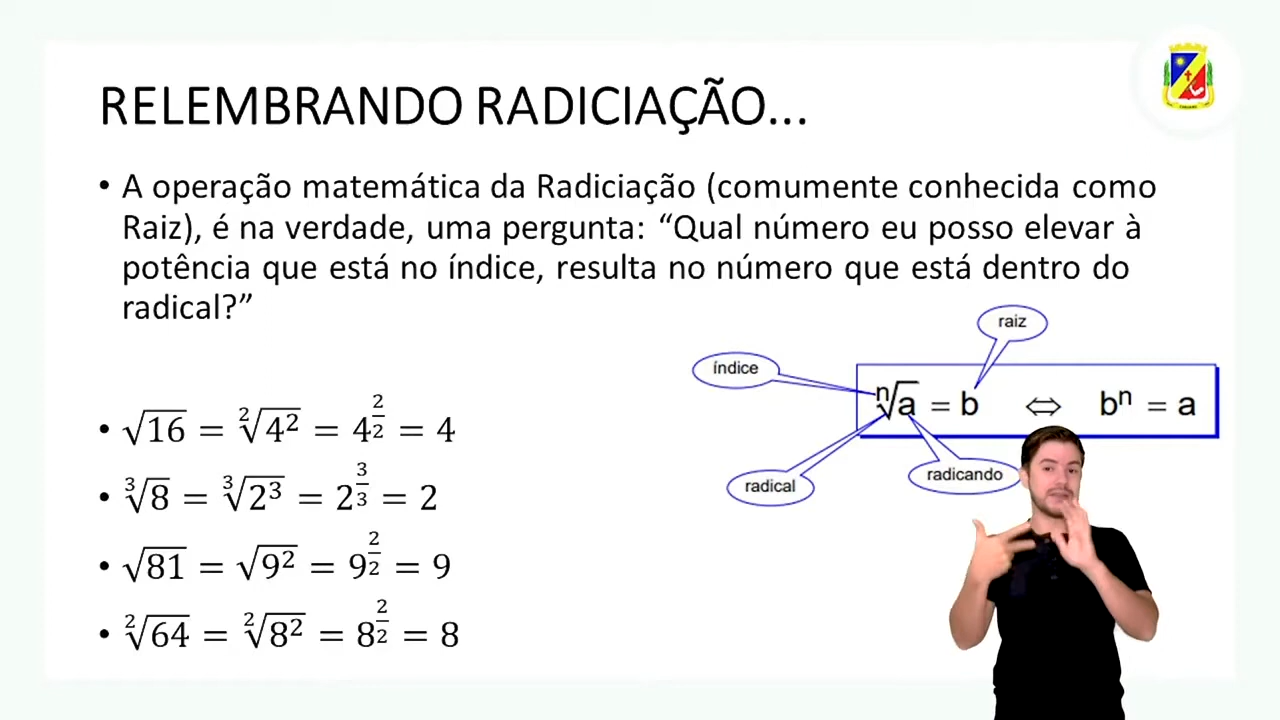 RELEMBRANDO RADICIAÇÃO...
• A operação matemática da Radiciação (comumente conhecida como
Raiz), é na verdade, uma pergunta: “Qual número eu posso elevar à
potência que está no índice, resulta no número que está dentro do
radical?”
raiz
índice
ⁿ√a = b ⇔ bⁿ = a
radical
radicando
• √16 = ²√4² = 4^(2/2) = 4
• ³√8 = ³√2³ = 2^(3/3) = 2
• √81 = √9² = 9^(2/2) = 9
• ²√64 = ²√8² = 8^(2/2) = 8